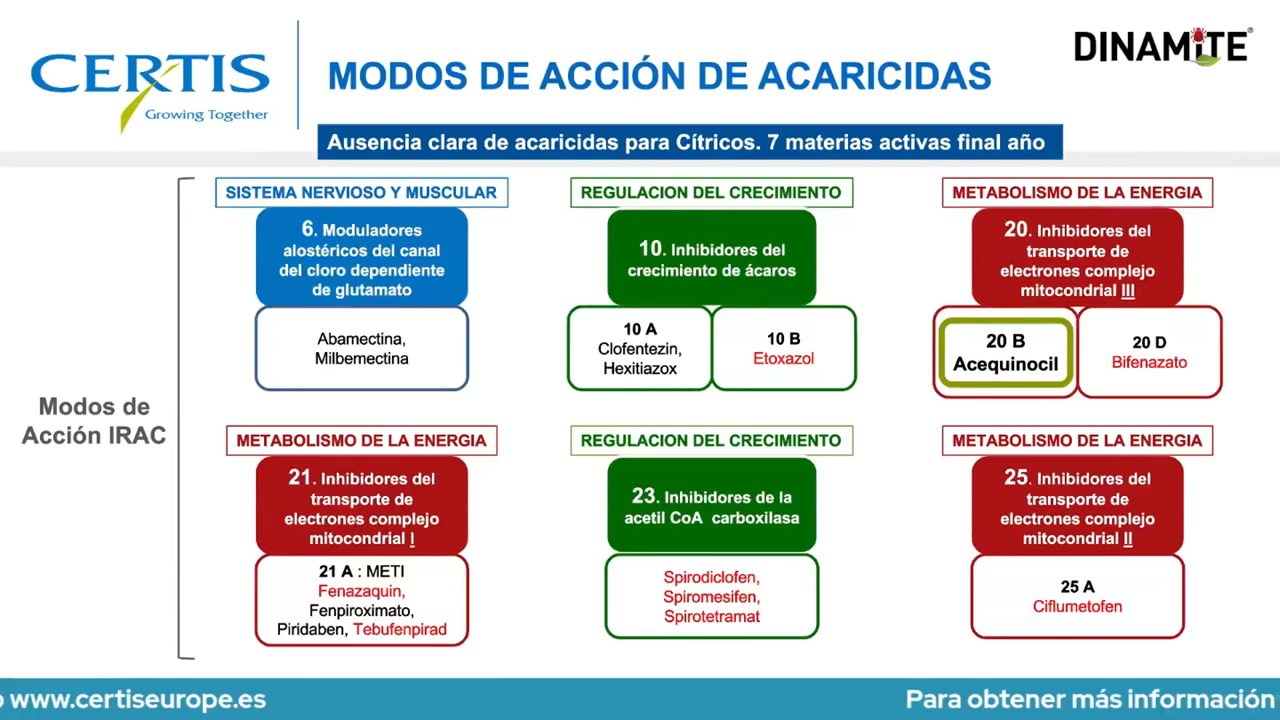 CERTIS
Growing Together
MODOS DE ACCIÓN DE ACARICIDAS
DINAMITE®
Ausencia clara de acaricidas para Cítricos. 7 materias activas final año
Modos de
Acción IRAC
SISTEMA NERVIOSO Y MUSCULAR
6. Moduladores
alostéricos del canal
del cloro dependiente
de glutamato
Abamectina,
Milbemectina
REGULACION DEL CRECIMIENTO
10. Inhibidores del
crecimiento de ácaros
10 A
Clofentezin,
Hexitiazox
10 B
Etoxazol
METABOLISMO DE LA ENERGIA
20. Inhibidores del
transporte de
electrones complejo
mitocondrial III
20 B
Acequinocil
20 D
Bifenazato
METABOLISMO DE LA ENERGIA
21. Inhibidores del
transporte de
electrones complejo
mitocondrial I
21 A : METI
Fenazaquin,
Fenpiroximato,
Piridaben, Tebufenpirad
REGULACION DEL CRECIMIENTO
23. Inhibidores de la
acetil CoA carboxilasa
Spirodiclofen,
Spiromesifen,
Spirotetramat
METABOLISMO DE LA ENERGIA
25. Inhibidores del
transporte de
electrones complejo
mitocondrial II
25 A
Ciflumetofen
o www.certiseurope.es
Para obtener más información